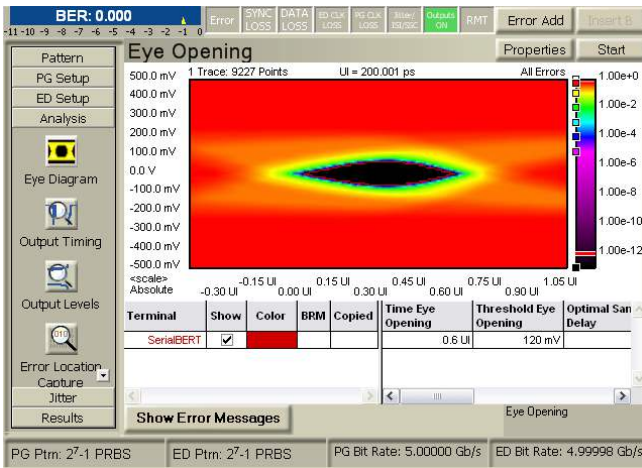 BER: 0.000
-11 -10 -9 -8 -7 -6 -5 -4 -3 -2 -1 0
Error
SYNC LOSS
DATA LOSS
ED CLK LOSS
PG CLK LOSS
Jitter/ ISI/SSC
Outputs ON
RMT
Error Add
Insert B
Pattern
PG Setup
ED Setup
Analysis
Eye Diagram
Output Timing
Output Levels
Error Location
Capture
Jitter
Results
Eye Opening
Properties
Start
1 Trace: 9227 Points
UI = 200.001 ps
All Errors
500.0 mV
400.0 mV
300.0 mV
200.0 mV
100.0 mV
0.0 V
-100.0 mV
-200.0 mV
-300.0 mV
-400.0 mV
-500.0 mV
1.00e+0
1.00e-2
1.00e-4
1.00e-6
1.00e-8
1.00e-10
1.00e-12
<scale>
Absolute
-0.15 UI 0.15 UI 0.45 UI 0.75 UI 1.05 UI
-0.30 UI 0.00 UI 0.30 UI 0.60 UI 0.90 UI
Terminal
Show
Color
BRM
Copied
Time Eye
Opening
Threshold Eye
Opening
Optimal San
Delay
SerialBERT
0.6 UI
120 mV
Show Error Messages
Eye Opening
PG Ptrn: 2^7-1 PRBS
ED Ptrn: 2^7-1 PRBS
PG Bit Rate: 5.00000 Gb/s
ED Bit Rate: 4.99998 Gb/s